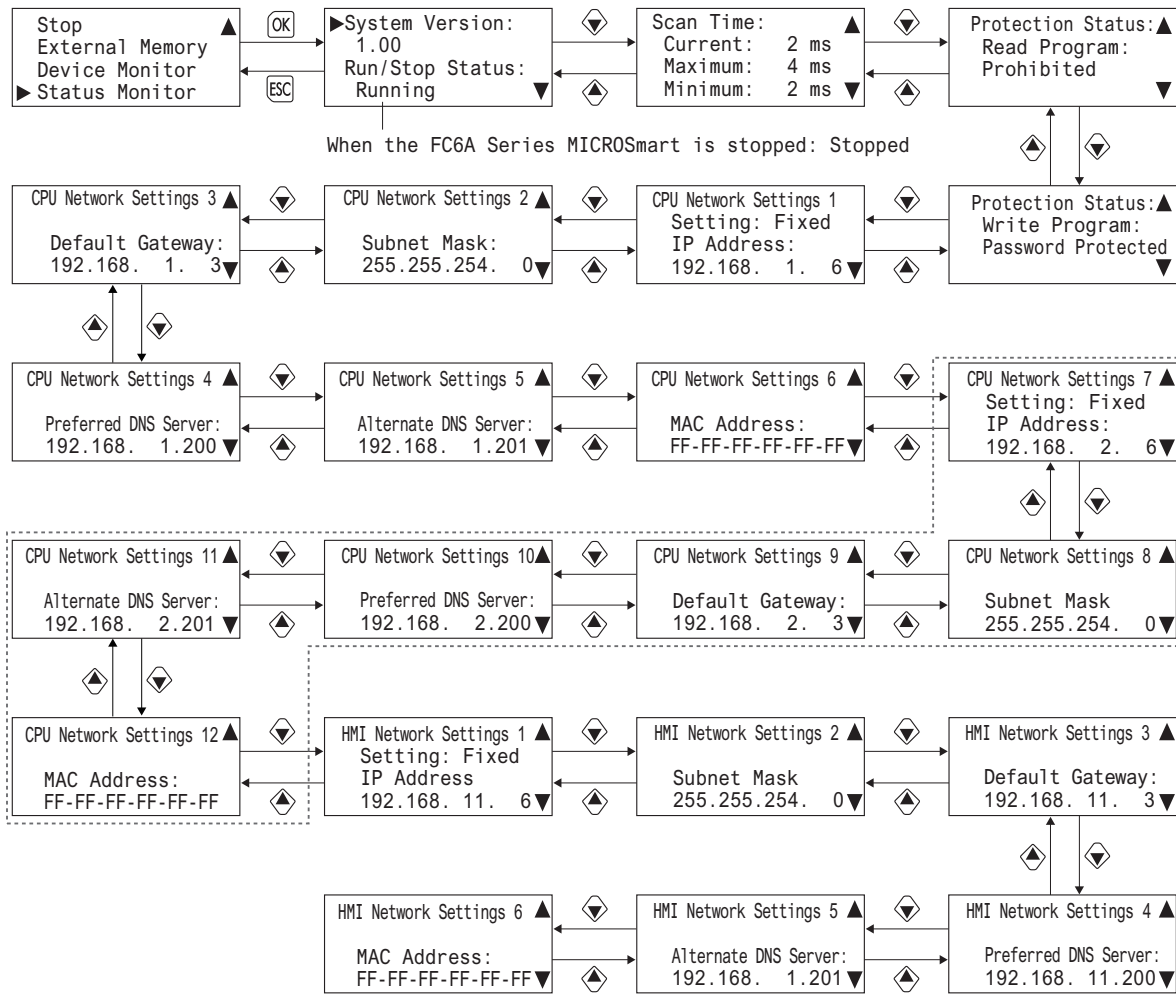 Stop
External Memory
Device Monitor
▶Status Monitor
OK
ESC
▶System Version:
1.00
Run/Stop Status:
Running
Scan Time:
Current: 2 ms
Maximum: 4 ms
Minimum: 2 ms
Protection Status:
Read Program:
Prohibited
When the FC6A Series MICROSmart is stopped: Stopped
CPU Network Settings 3
Default Gateway:
192.168. 1. 3
CPU Network Settings 2
Subnet Mask:
255.255.254. 0
CPU Network Settings 1
Setting: Fixed
IP Address:
192.168. 1. 6
Protection Status:
Write Program:
Password Protected
CPU Network Settings 4
Preferred DNS Server:
192.168. 1.200
CPU Network Settings 5
Alternate DNS Server:
192.168. 1.201
CPU Network Settings 6
MAC Address:
FF-FF-FF-FF-FF-FF
CPU Network Settings 7
Setting: Fixed
IP Address:
192.168. 2. 6
CPU Network Settings 11
Alternate DNS Server:
192.168. 2.201
CPU Network Settings 10
Preferred DNS Server:
192.168. 2.200
CPU Network Settings 9
Default Gateway:
192.168. 2. 3
CPU Network Settings 8
Subnet Mask
255.255.254. 0
CPU Network Settings 12
MAC Address:
FF-FF-FF-FF-FF-FF
HMI Network Settings 1
Setting: Fixed
IP Address
192.168. 11. 6
HMI Network Settings 2
Subnet Mask
255.255.254. 0
HMI Network Settings 3
Default Gateway:
192.168. 11. 3
HMI Network Settings 6
MAC Address:
FF-FF-FF-FF-FF-FF
HMI Network Settings 5
Alternate DNS Server:
192.168. 1.201
HMI Network Settings 4
Preferred DNS Server:
192.168. 11.200